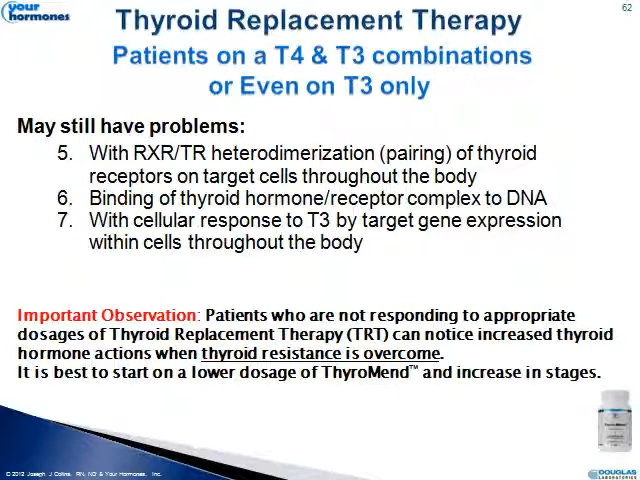 your
hormones
62
Thyroid Replacement Therapy
Patients on a T4 & T3 combinations
or Even on T3 only
May still have problems:
5. With RXR/TR heterodimerization (pairing) of thyroid
receptors on target cells throughout the body
6. Binding of thyroid hormone/receptor complex to DNA
7. With cellular response to T3 by target gene expression
within cells throughout the body
Important Observation: Patients who are not responding to appropriate
dosages of Thyroid Replacement Therapy (TRT) can notice increased thyroid
hormone actions when thyroid resistance is overcome.
It is best to start on a lower dosage of ThyroMend™ and increase in stages.
© 2012 Joseph J Collins, RN, ND & Your Hormones, Inc.
DOUGLAS
LABORATORIES